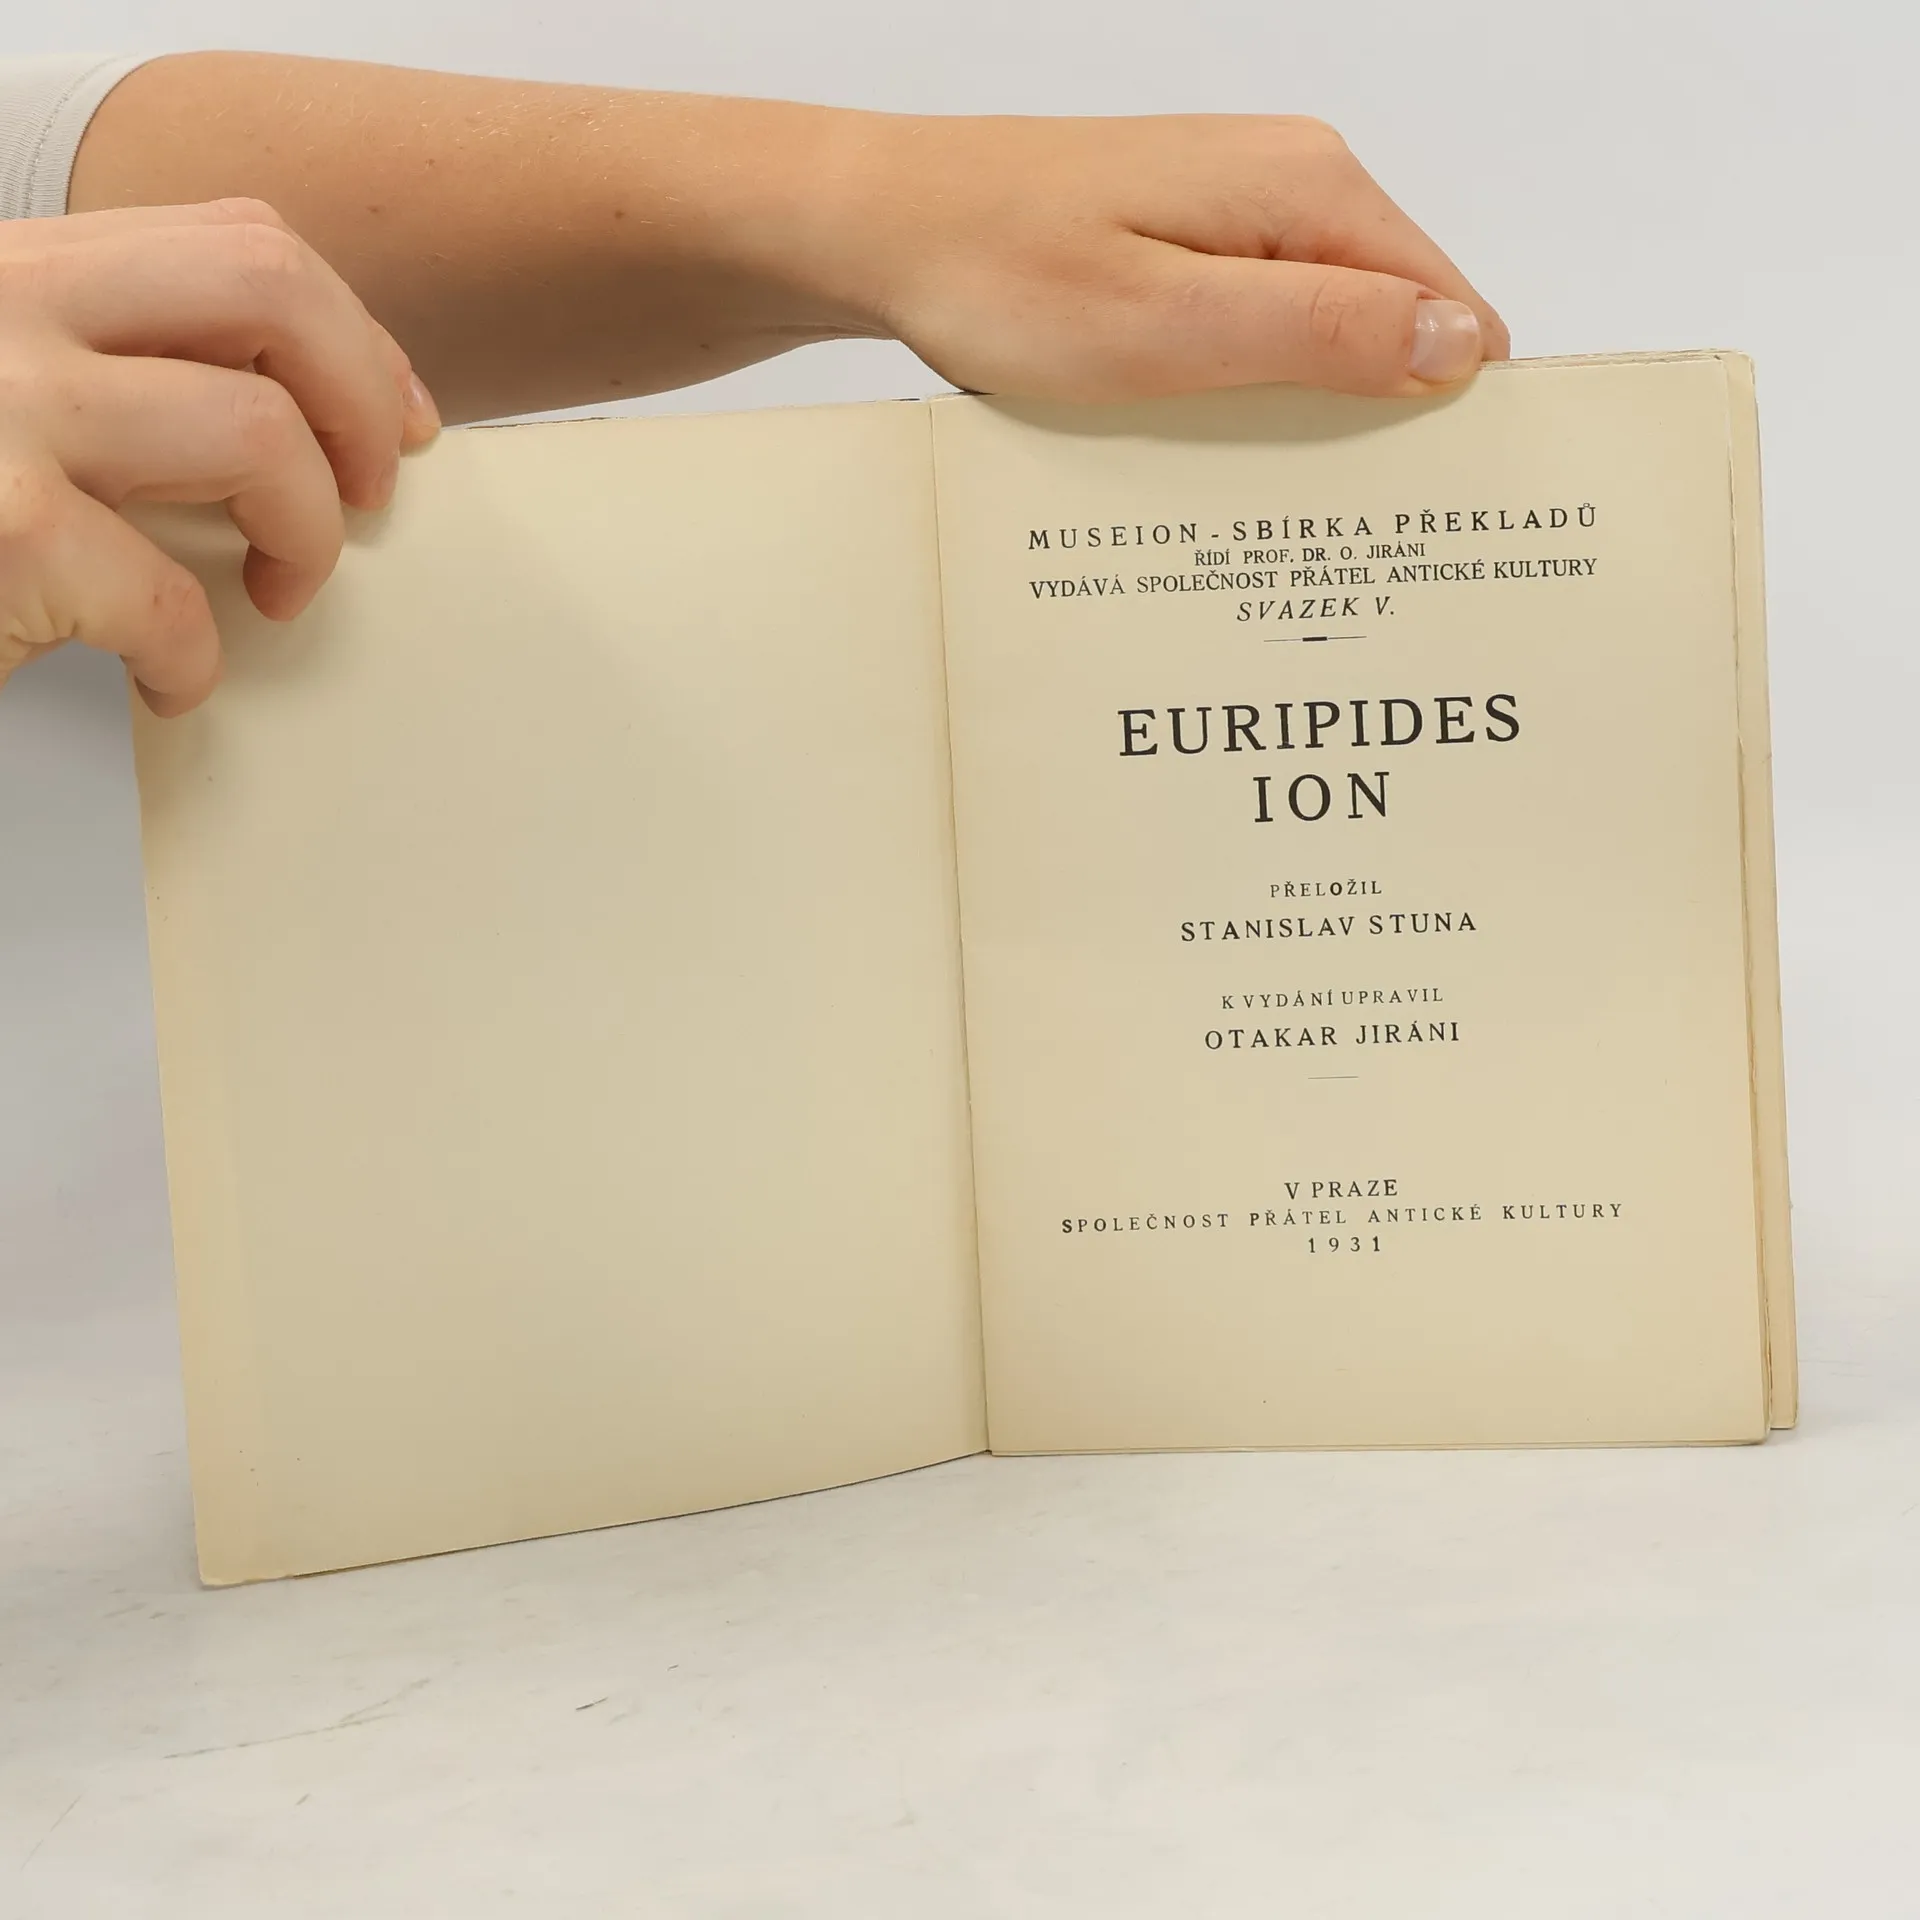 MUSEION - SBÍRKA PŘEKLADŮ
ŘÍDÍ PROF. DR. O. JIRÁNI
VYDÁVÁ SPOLEČNOST PŘÁTEL ANTICKÉ KULTURY
SVAZEK V.
EURIPIDES
ION
PŘELOŽIL
STANISLAV STUNA
K VYDÁNÍ UPRAVIL
OTAKAR JIRÁNI
V PRAZE
SPOLEČNOST PŘÁTEL ANTICKÉ KULTURY
1931